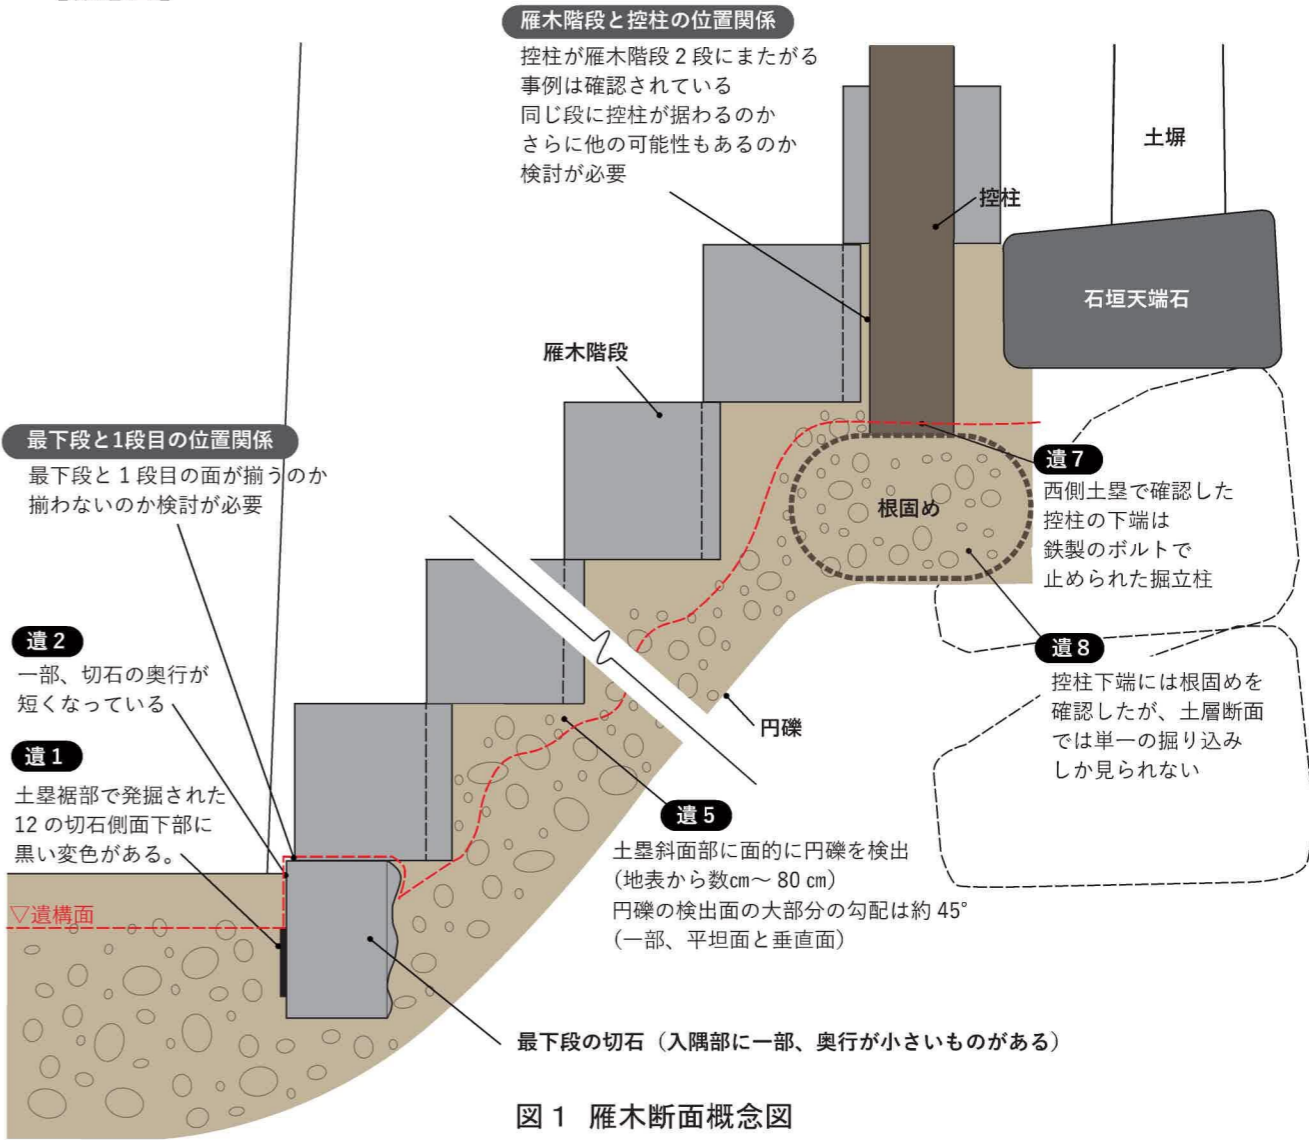 雁木階段と控柱の位置関係
控柱が雁木階段2段にまたがる
事例は確認されている
同じ段に控柱が据わるのか
さらに他の可能性もあるのか
検討が必要
土塀
控柱
石垣天端石
雁木階段
最下段と1段目の位置関係
最下段と1段目の面が揃うのか
揃わないのか検討が必要
遺7
西側土塁で確認した
控柱の下端は
鉄製のボルトで
止められた掘立柱
根固め
遺2
一部、切石の奥行が
短くなっている
遺8
控柱下端には根固めを
確認したが、土層断面
では単一の掘り込み
しか見られない
円礫
遺1
土塁裾部で発掘された
12の切石側面下部に
黒い変色がある。
遺5
土塁斜面部に面的に円礫を検出
(地表から数㎝～80㎝)
円礫の検出面の大部分の勾配は約45°
(一部、平坦面と垂直面)
▽遺構面
最下段の切石（入隅部に一部、奥行が小さいものがある）
図1 雁木断面概念図